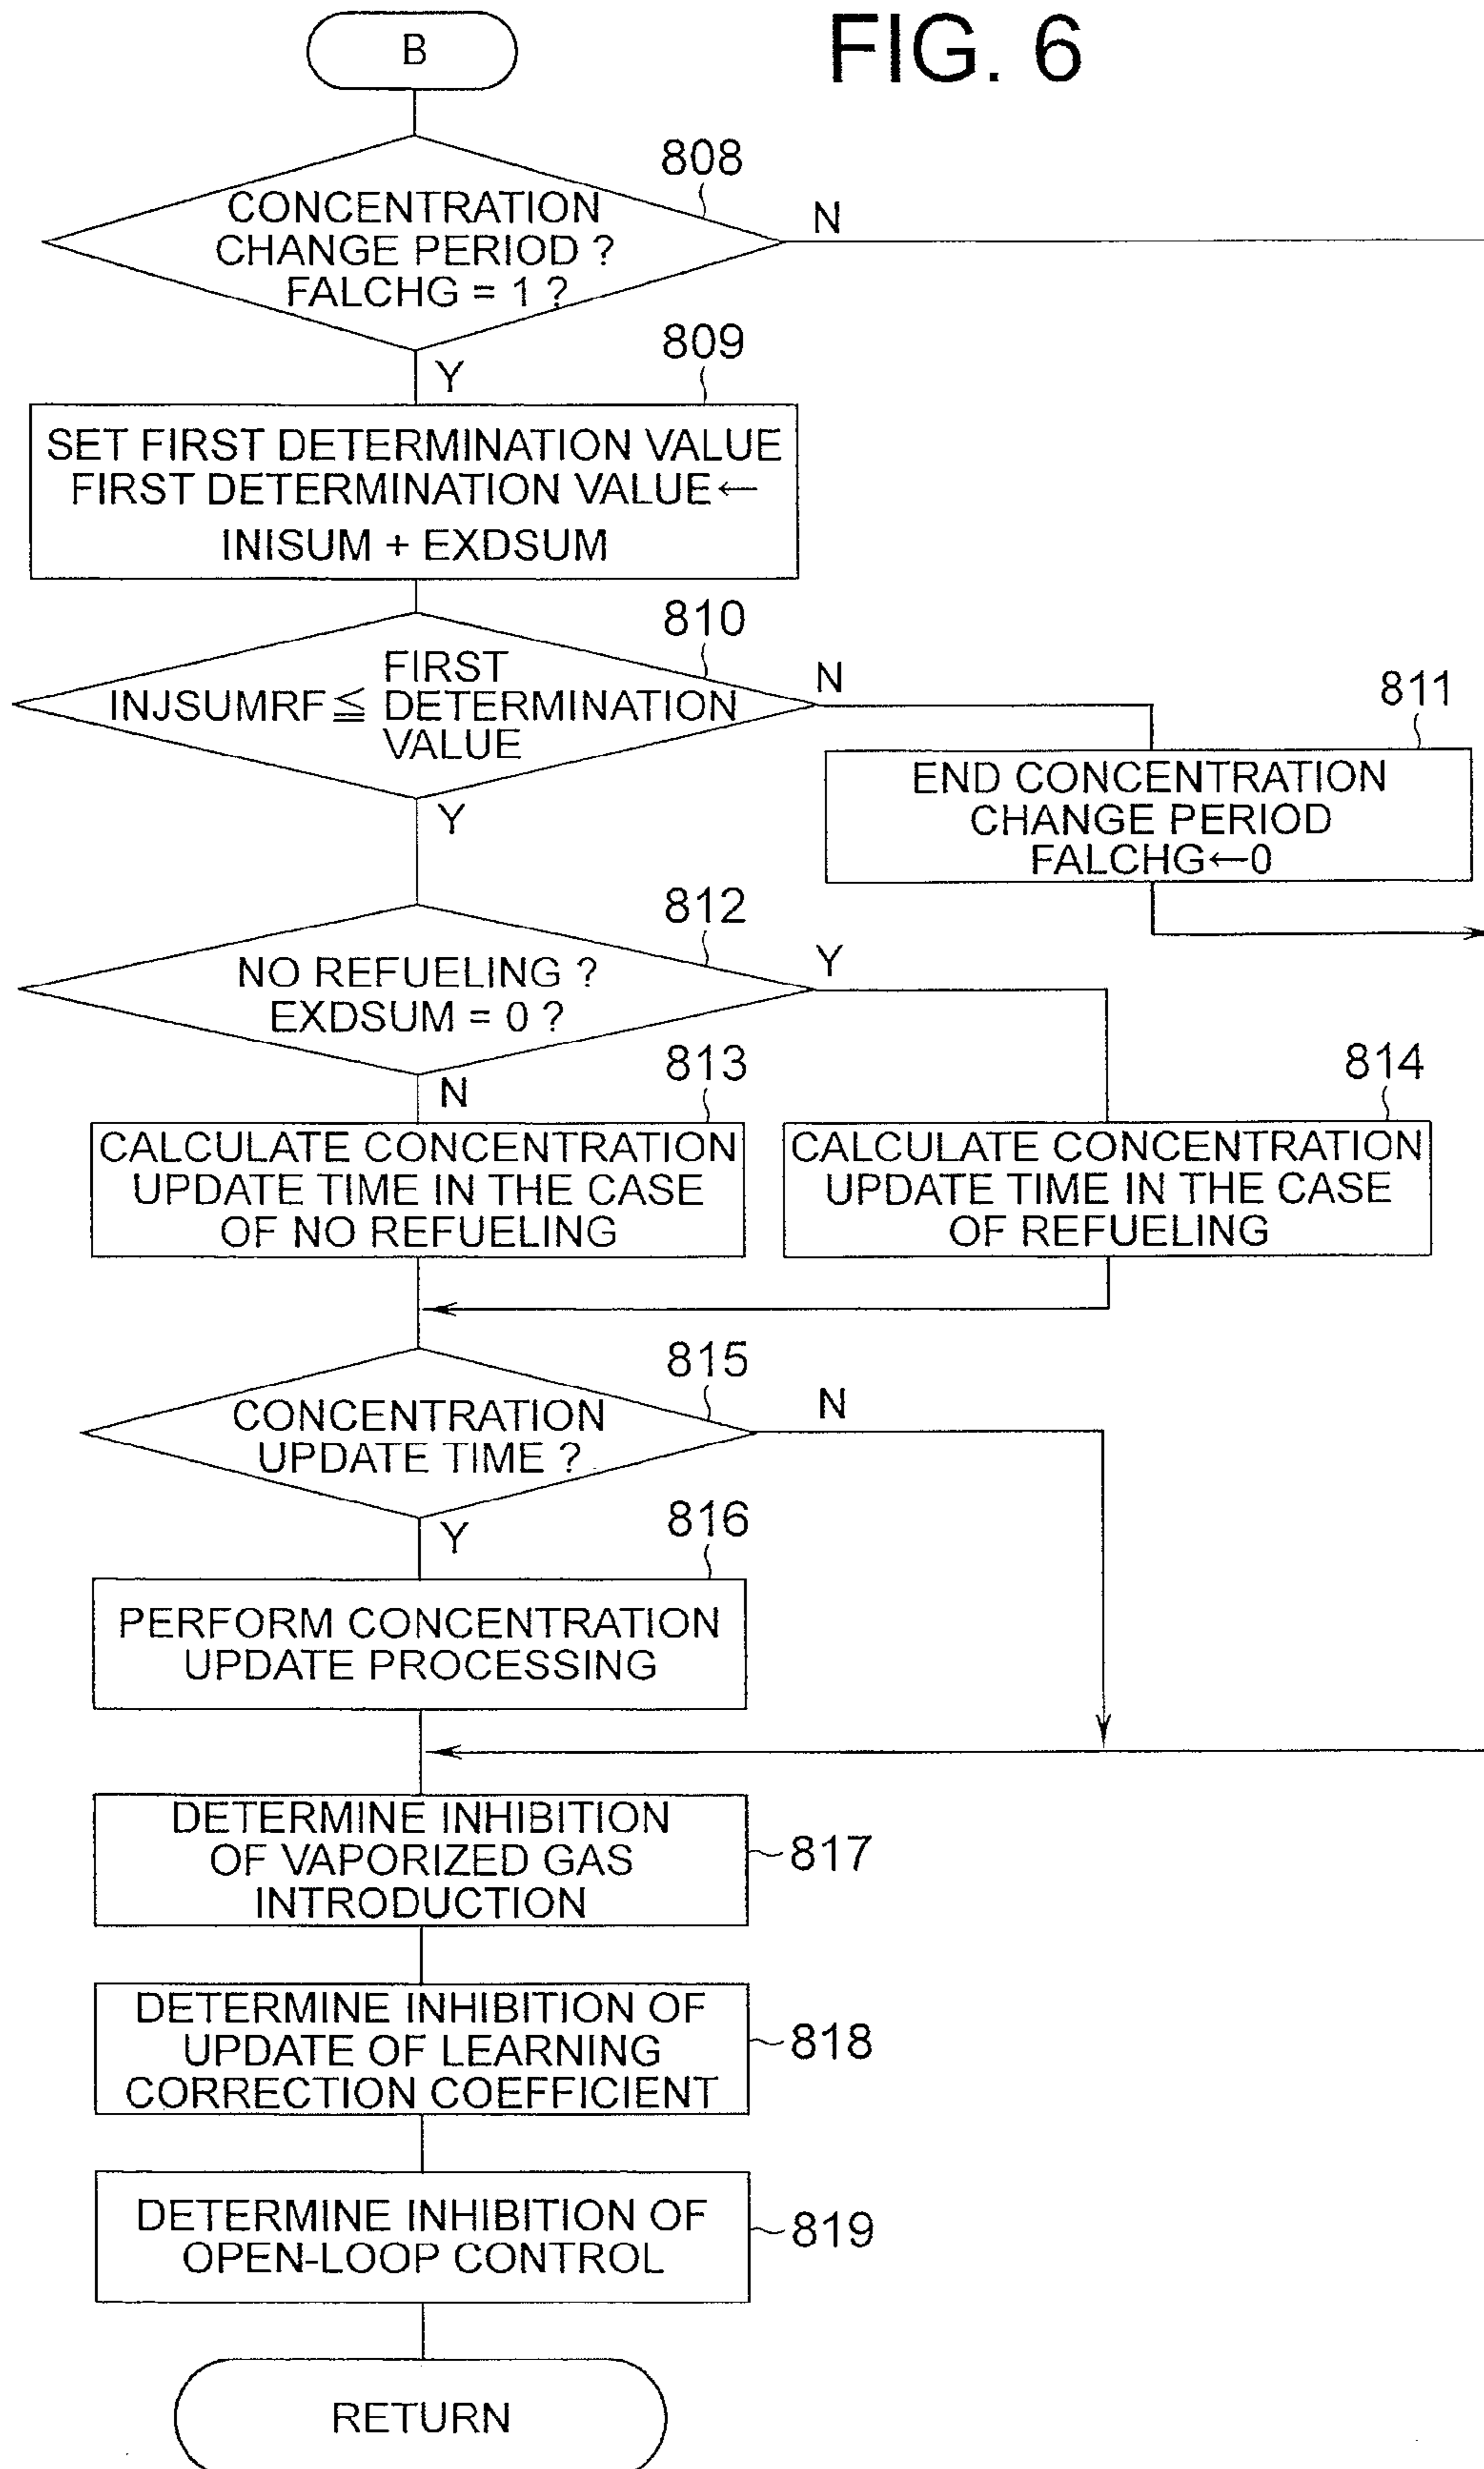 FIG. 6
B
808
CONCENTRATION
CHANGE PERIOD ?
FALCHG = 1 ?
N
Y
809
SET FIRST DETERMINATION VALUE
FIRST DETERMINATION VALUE←
INISUM + EXDSUM
810
FIRST
INJSUMRF≦ DETERMINATION
VALUE
N
Y
811
END CONCENTRATION
CHANGE PERIOD
FALCHG←0
812
NO REFUELING ?
EXDSUM = 0 ?
Y
N
813
CALCULATE CONCENTRATION
UPDATE TIME IN THE CASE
OF NO REFUELING
814
CALCULATE CONCENTRATION
UPDATE TIME IN THE CASE
OF REFUELING
815
CONCENTRATION
UPDATE TIME ?
N
Y
816
PERFORM CONCENTRATION
UPDATE PROCESSING
DETERMINE INHIBITION
OF VAPORIZED GAS
INTRODUCTION
817
DETERMINE INHIBITION OF
UPDATE OF LEARNING
CORRECTION COEFFICIENT
818
DETERMINE INHIBITION OF
OPEN-LOOP CONTROL
819
RETURN